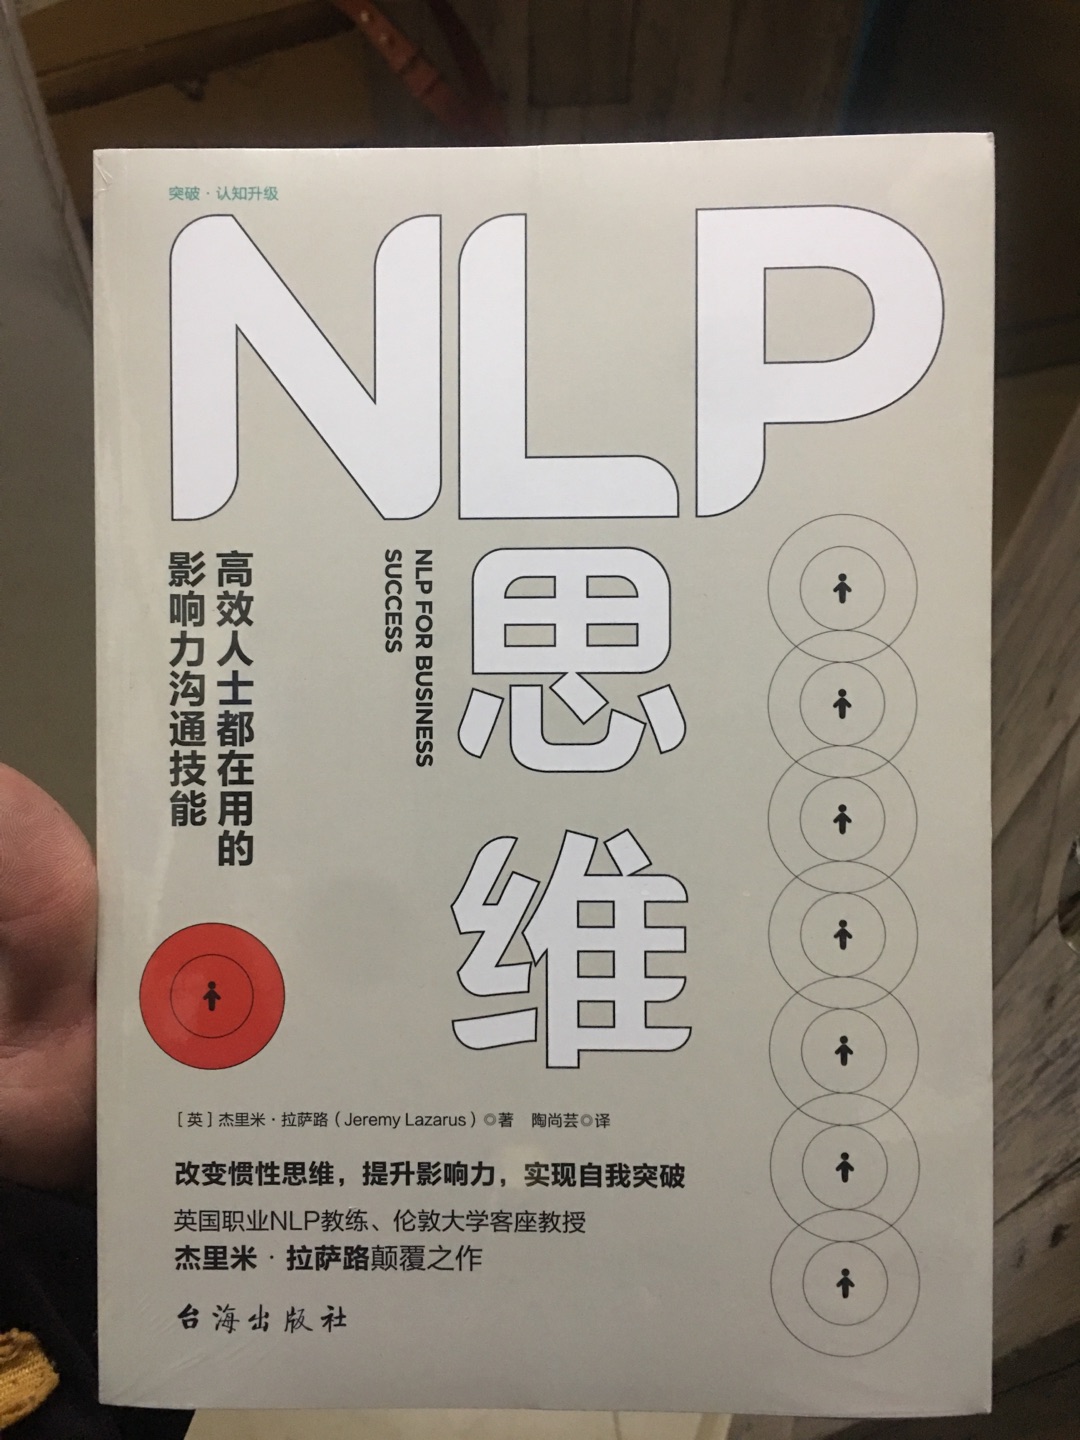 突破·认知升级
NLP
思维
NLP FOR BUSINESS
SUCCESS
高效人士都在用的
影响力沟通技能
［英］杰里米·拉萨路（Jeremy Lazarus）◎著　陶尚芸◎译
改变惯性思维，提升影响力，实现自我突破
英国职业NLP教练、伦敦大学客座教授
杰里米·拉萨路颠覆之作
台海出版社